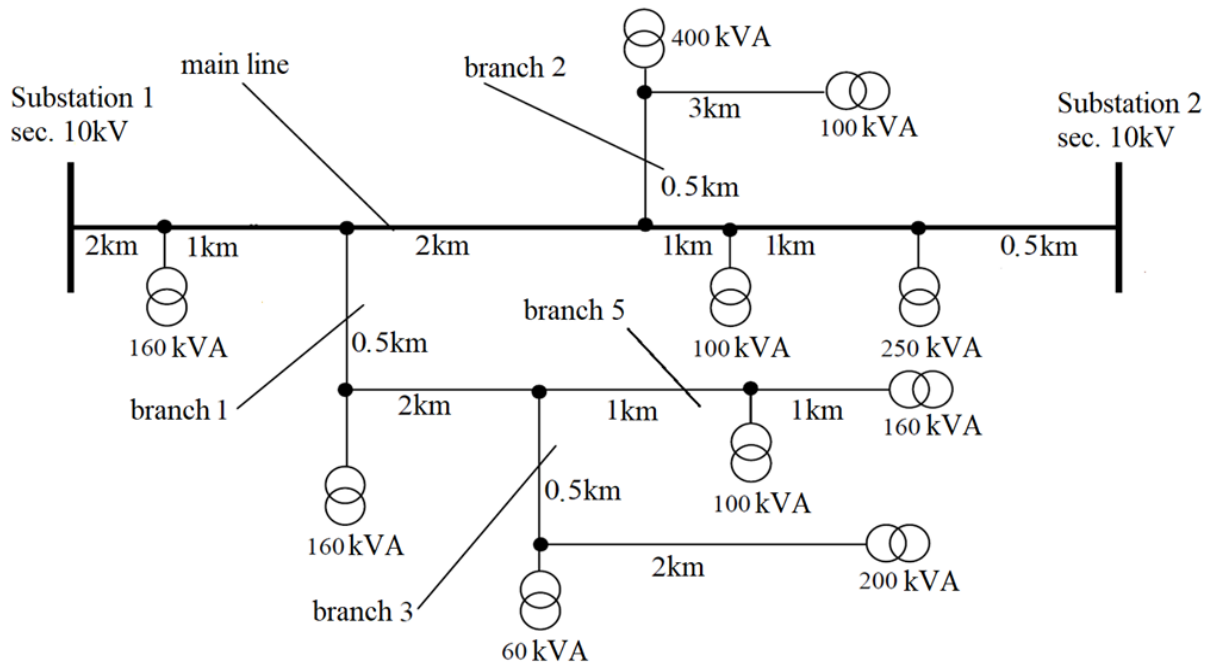 400 kVA
main line
branch 2
Substation 1
sec. 10kV
3km
100 kVA
Substation 2
sec. 10kV
0.5km
2km
1km
2km
1km
1km
0.5km
160 kVA
branch 5
0.5km
100 kVA
250 kVA
branch 1
2km
1km
1km
160 kVA
0.5km
100 kVA
160 kVA
2km
200 kVA
branch 3
60 kVA